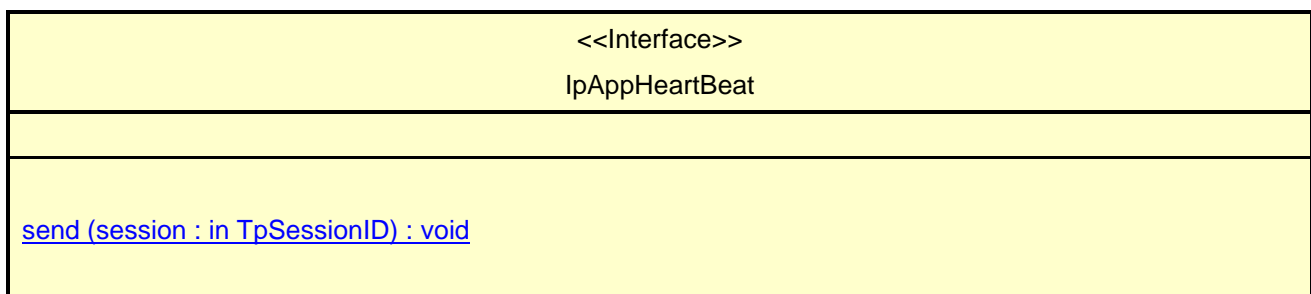 <<Interface>>
IpAppHeartBeat
send (session : in TpSessionID) : void